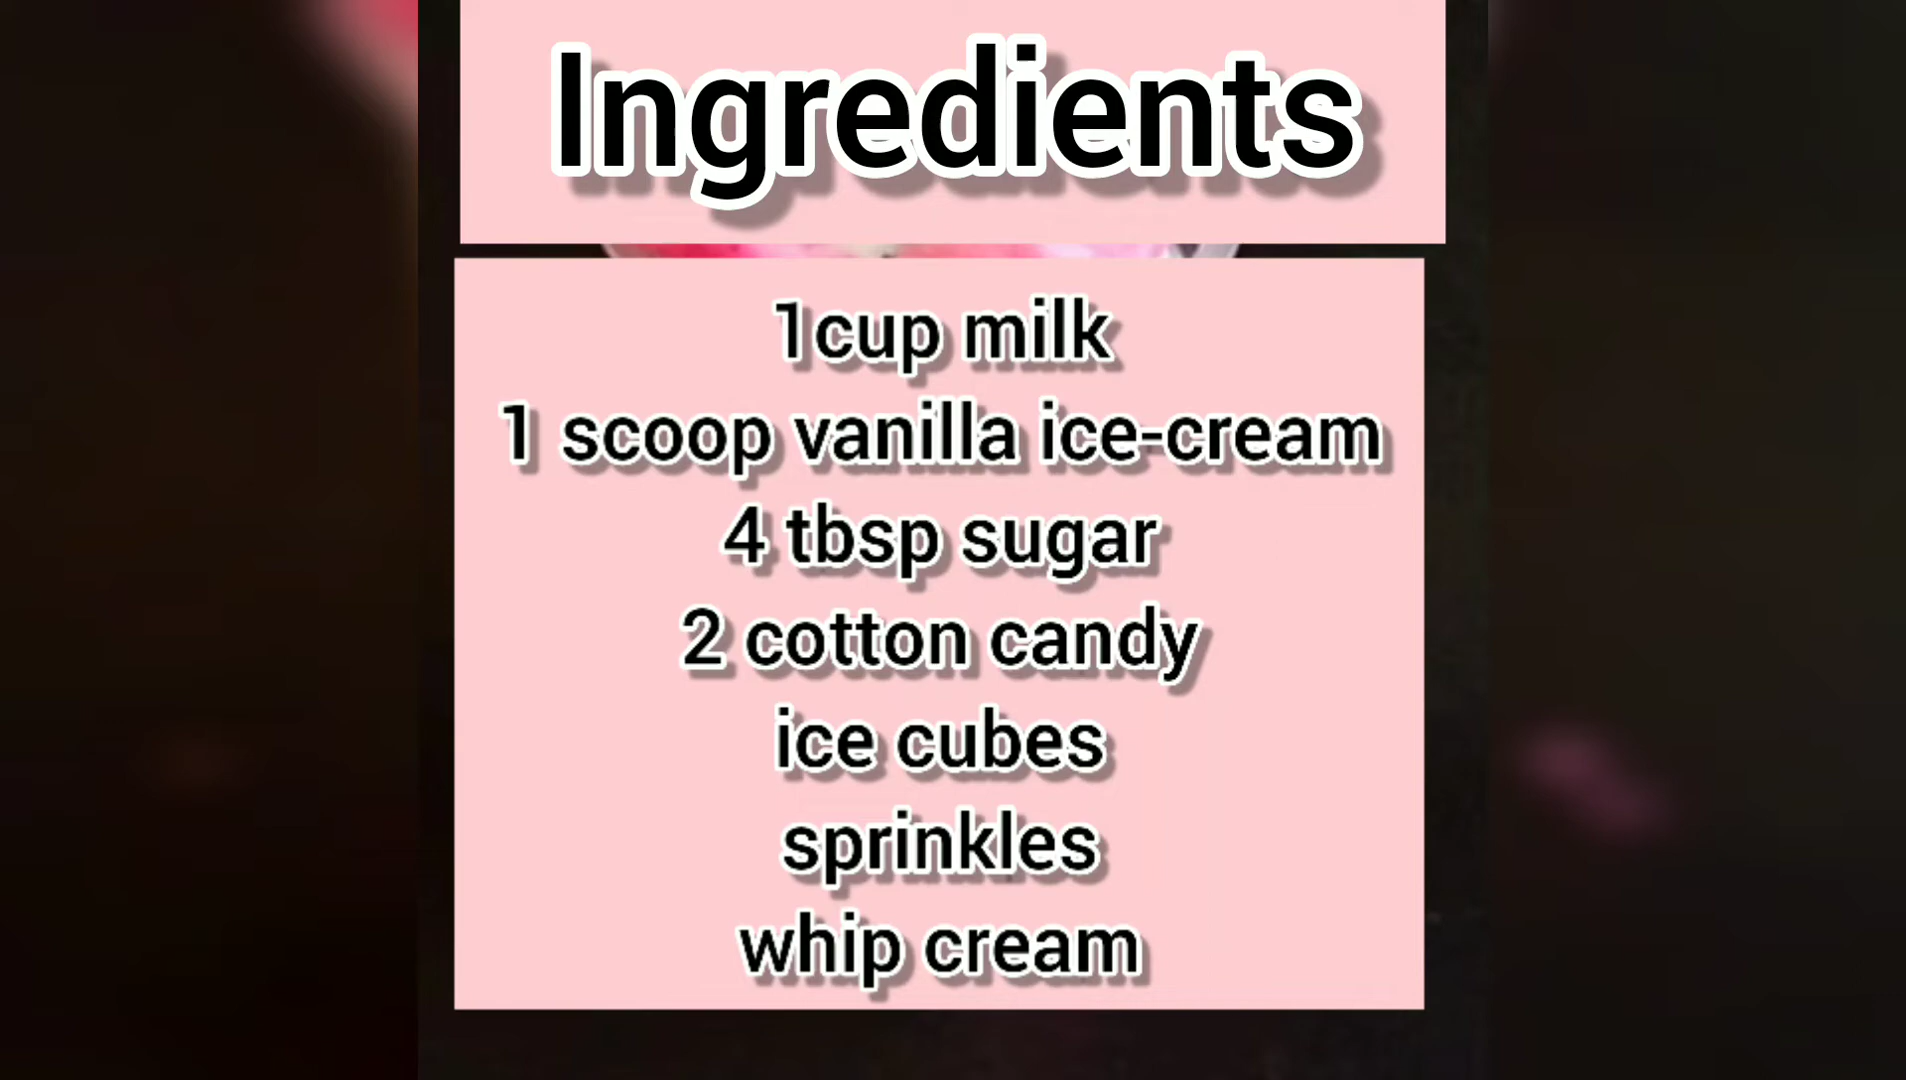 Ingredients
1cup milk
1 scoop vanilla ice-cream
4 tbsp sugar
2 cotton candy
ice cubes
sprinkles
whip cream